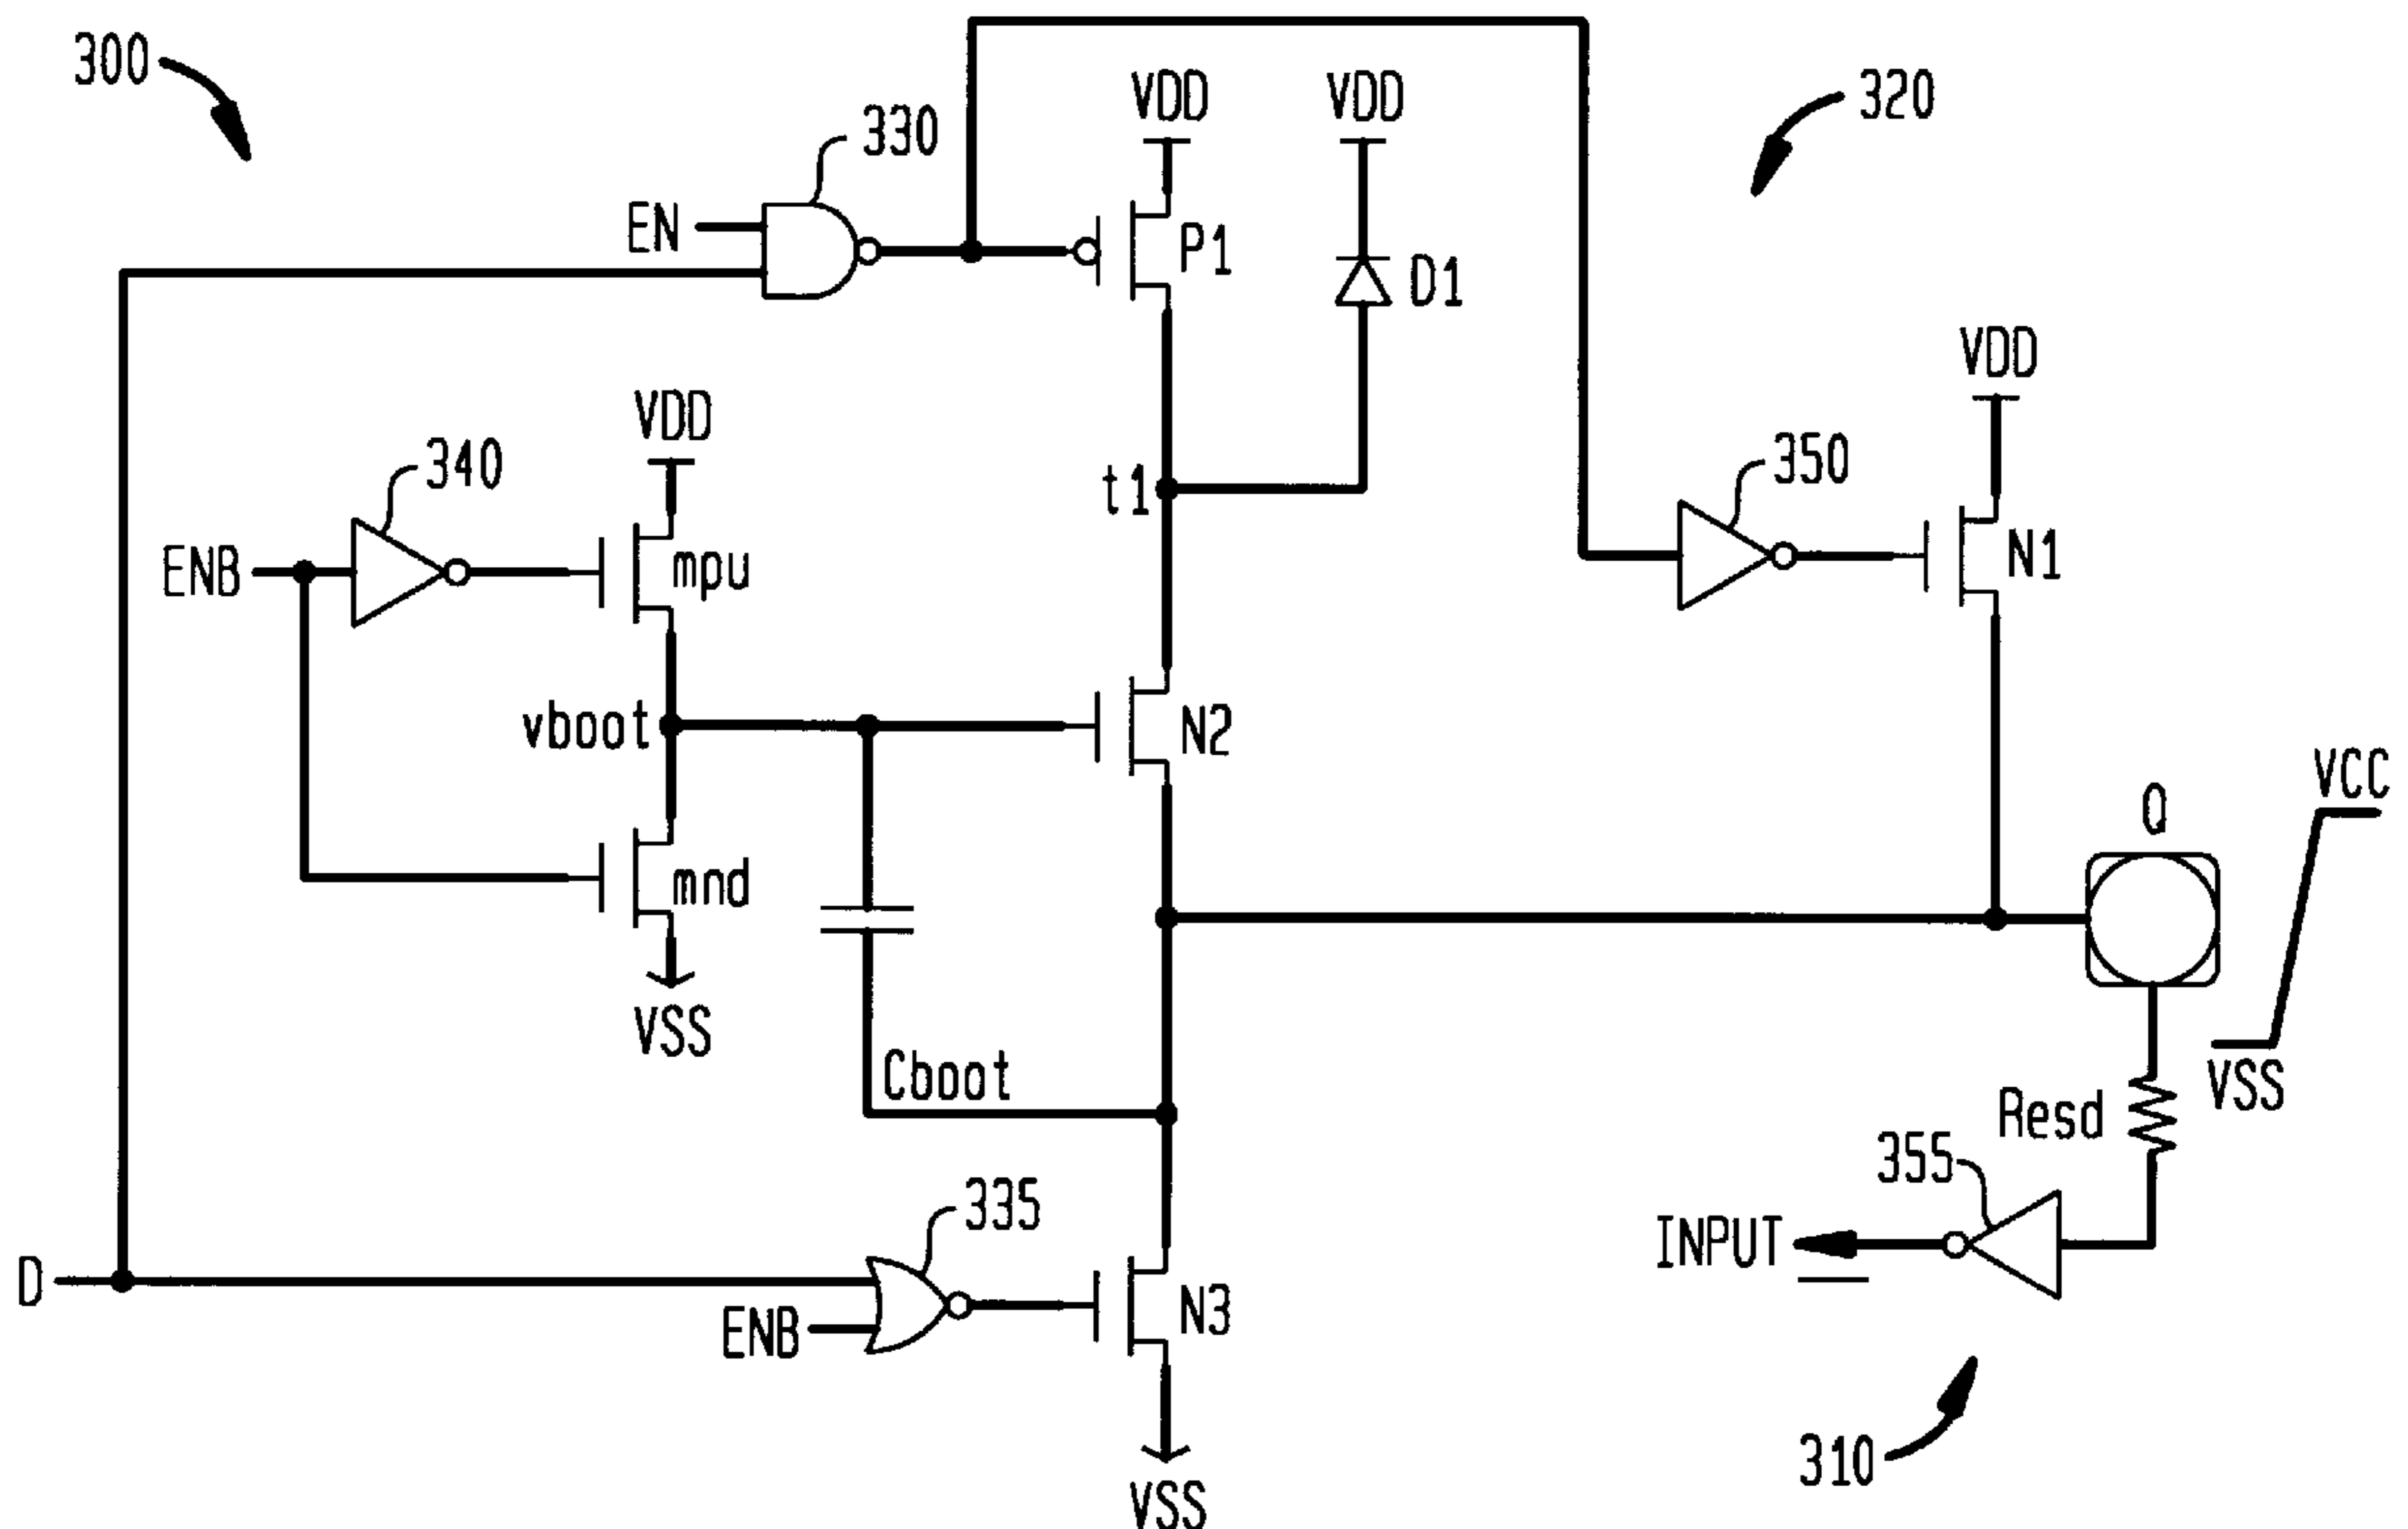 300
330
VDD
VDD
320
EN
P1
D1
VDD
VDD
340
t1
350
ENB
mpu
N1
vboot
N2
VCC
Q
mnd
VSS
Cboot
Resd
VSS
355
335
INPUT
D
ENB
N3
310
VSS